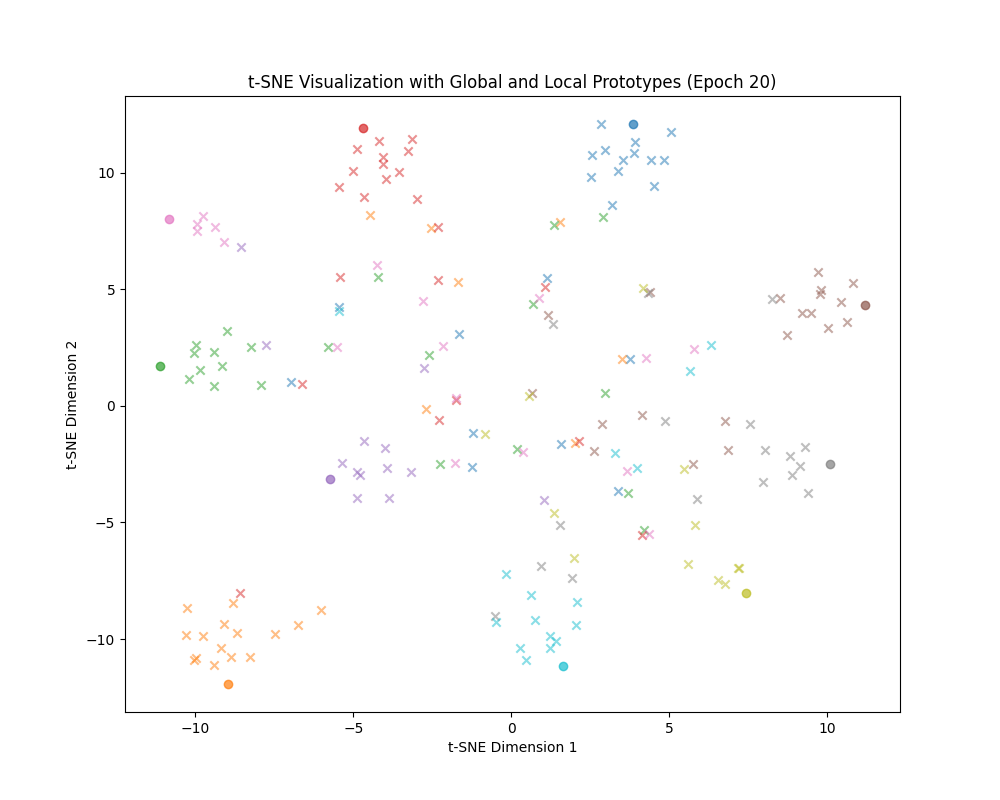 t-SNE Visualization with Global and Local Prototypes (Epoch 20)
10
5
0
−5
−10
t-SNE Dimension 2
−10 −5 0 5 10
t-SNE Dimension 1